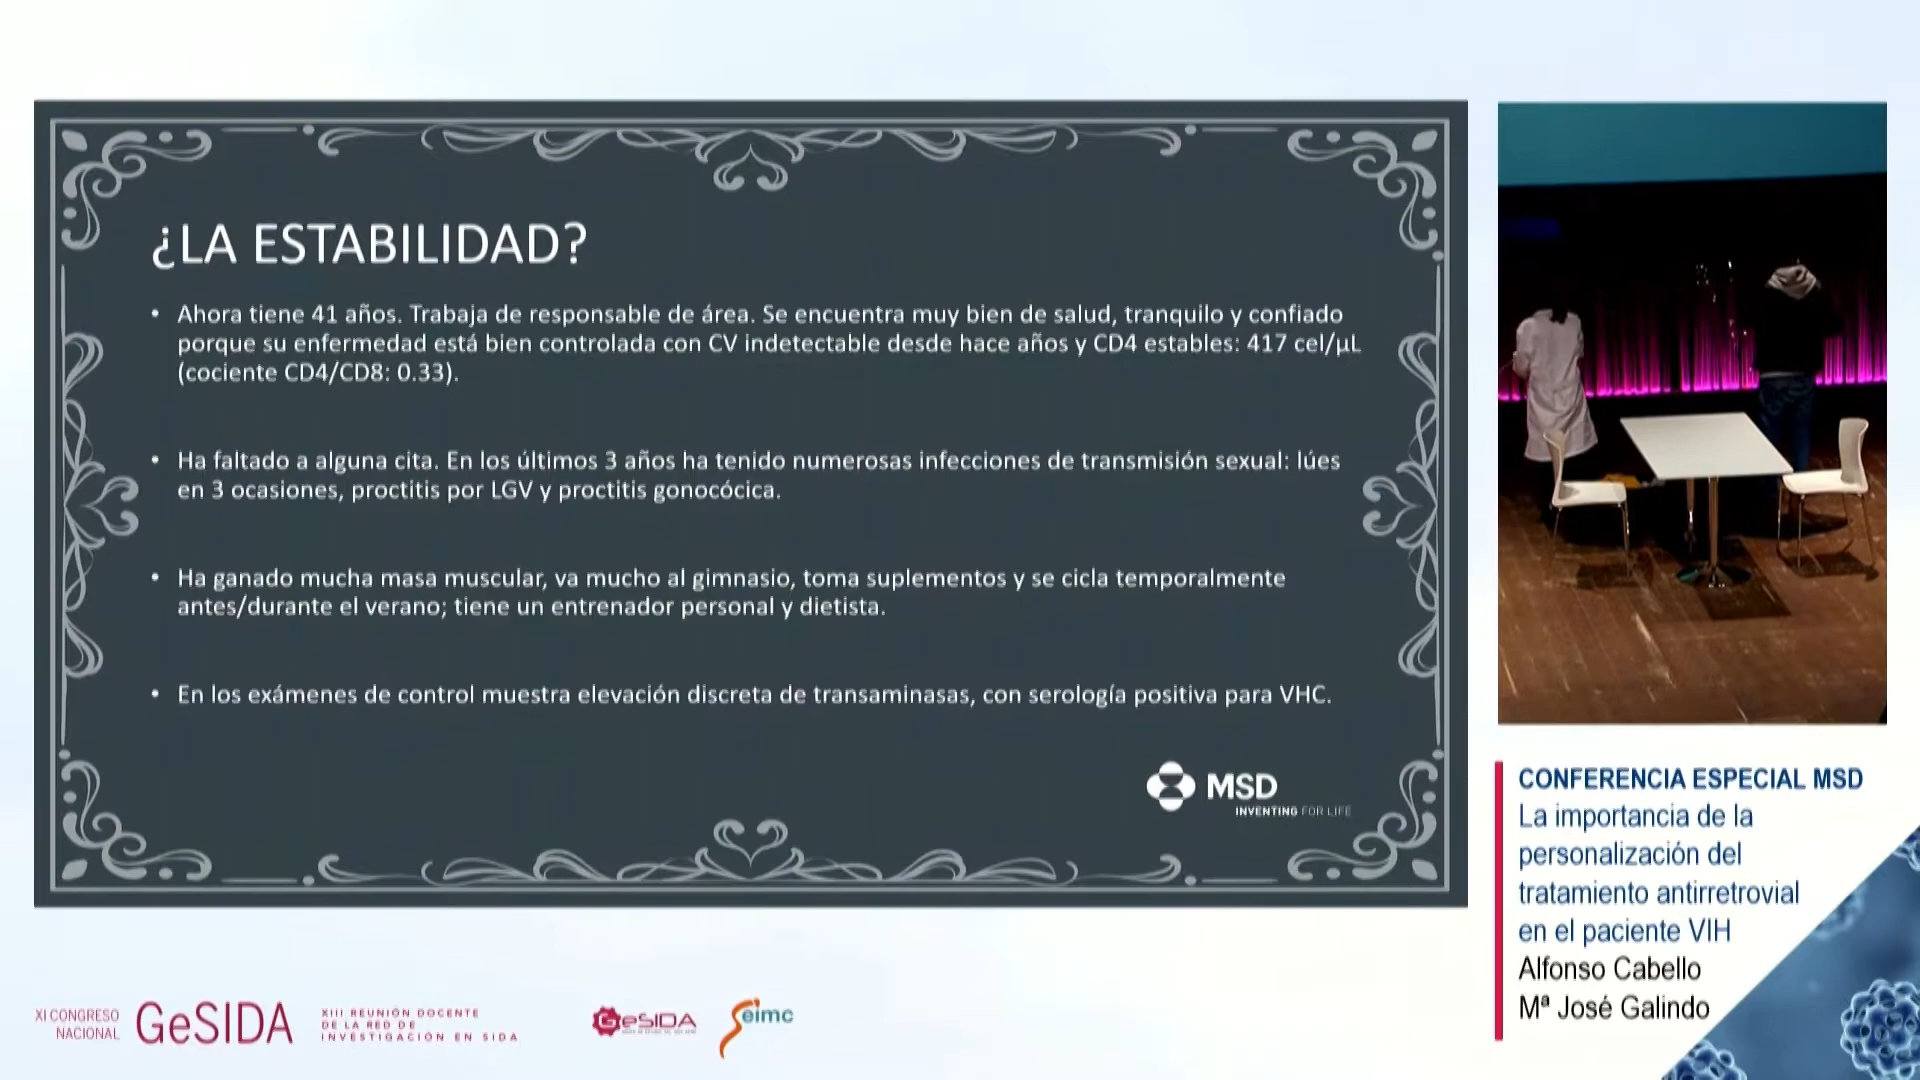 ¿LA ESTABILIDAD?
• Ahora tiene 41 años. Trabaja de responsable de área. Se encuentra muy bien de salud, tranquilo y confiado
porque su enfermedad está bien controlada con CV indetectable desde hace años y CD4 estables: 417 cel/µL
(cociente CD4/CD8: 0.33).
• Ha faltado a alguna cita. En los últimos 3 años ha tenido numerosas infecciones de transmisión sexual: lúes
en 3 ocasiones, proctitis por LGV y proctitis gonocócica.
• Ha ganado mucha masa muscular, va mucho al gimnasio, toma suplementos y se cicla temporalmente
antes/durante el verano; tiene un entrenador personal y dietista.
• En los exámenes de control muestra elevación discreta de transaminasas, con serología positiva para VHC.
MSD
INVENTING FOR LIFE
CONFERENCIA ESPECIAL MSD
La importancia de la
personalización del
tratamiento antirretrovial
en el paciente VIH
Alfonso Cabello
Mª José Galindo
XI CONGRESO
NACIONAL
GeSIDA
XIII REUNIÓN DOCENTE
DE LA RED DE
INVESTIGACIÓN EN SIDA
GeSIDA
seimc